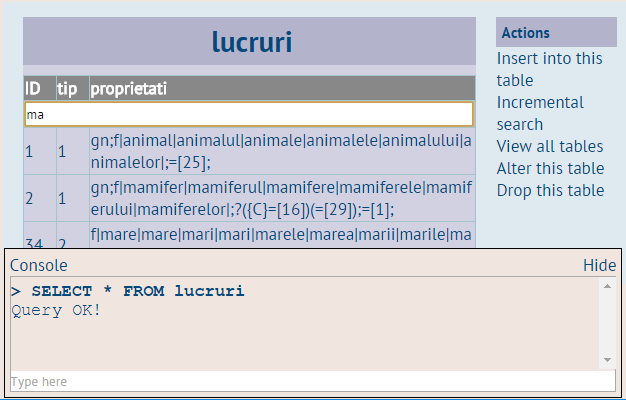 lucruri
ID tip proprietati
ma
1 1 gn;f|animal|animalul|animale|animalele|animalului|a
nimalelor|;=[25];
2 1 gn;f|mamifer|mamiferul|mamifere|mamiferele|mamif
erului|mamiferelor|;?({C}=[16])(=[29]);=[1];
34 2 f|mare|mare|mari|mari|marele|marea|marii|marile|ma
Actions
Insert into this
table
Incremental
search
View all tables
Alter this table
Drop this table
Console Hide
> SELECT * FROM lucruri
Query OK!
Type here